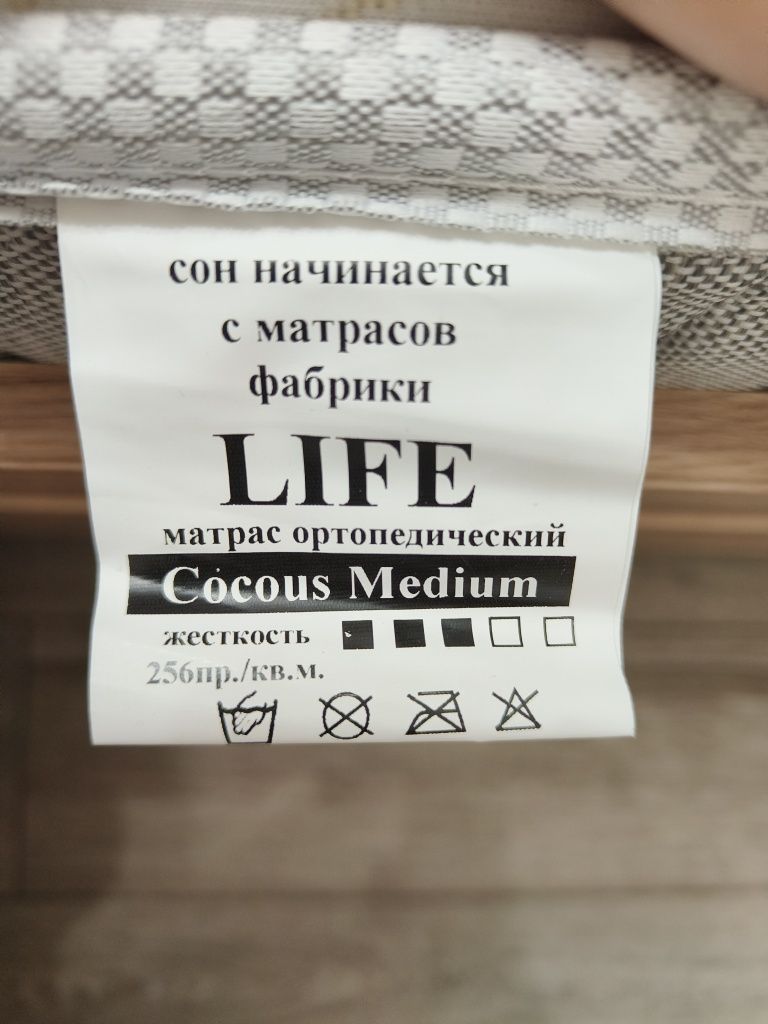 сон начинается
с матрасов
фабрики
LIFE
матрас ортопедический
Cocous Medium
жесткость
256пр./кв.м.